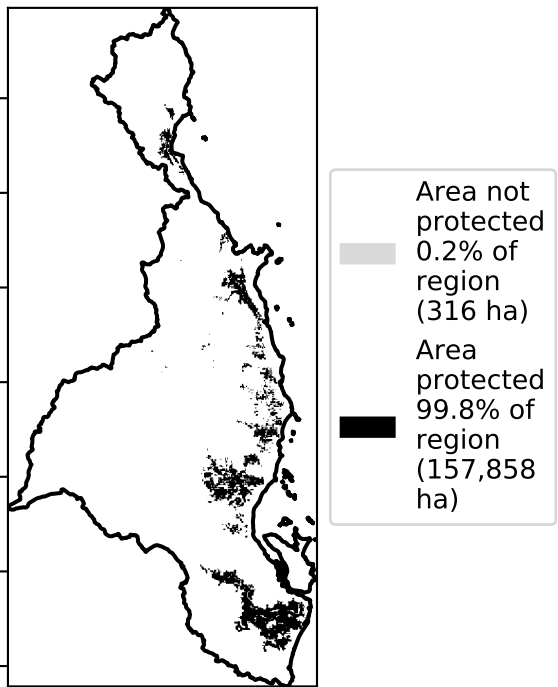 Area not
protected
0.2% of
region
(316 ha)
Area
protected
99.8% of
region
(157,858
ha)